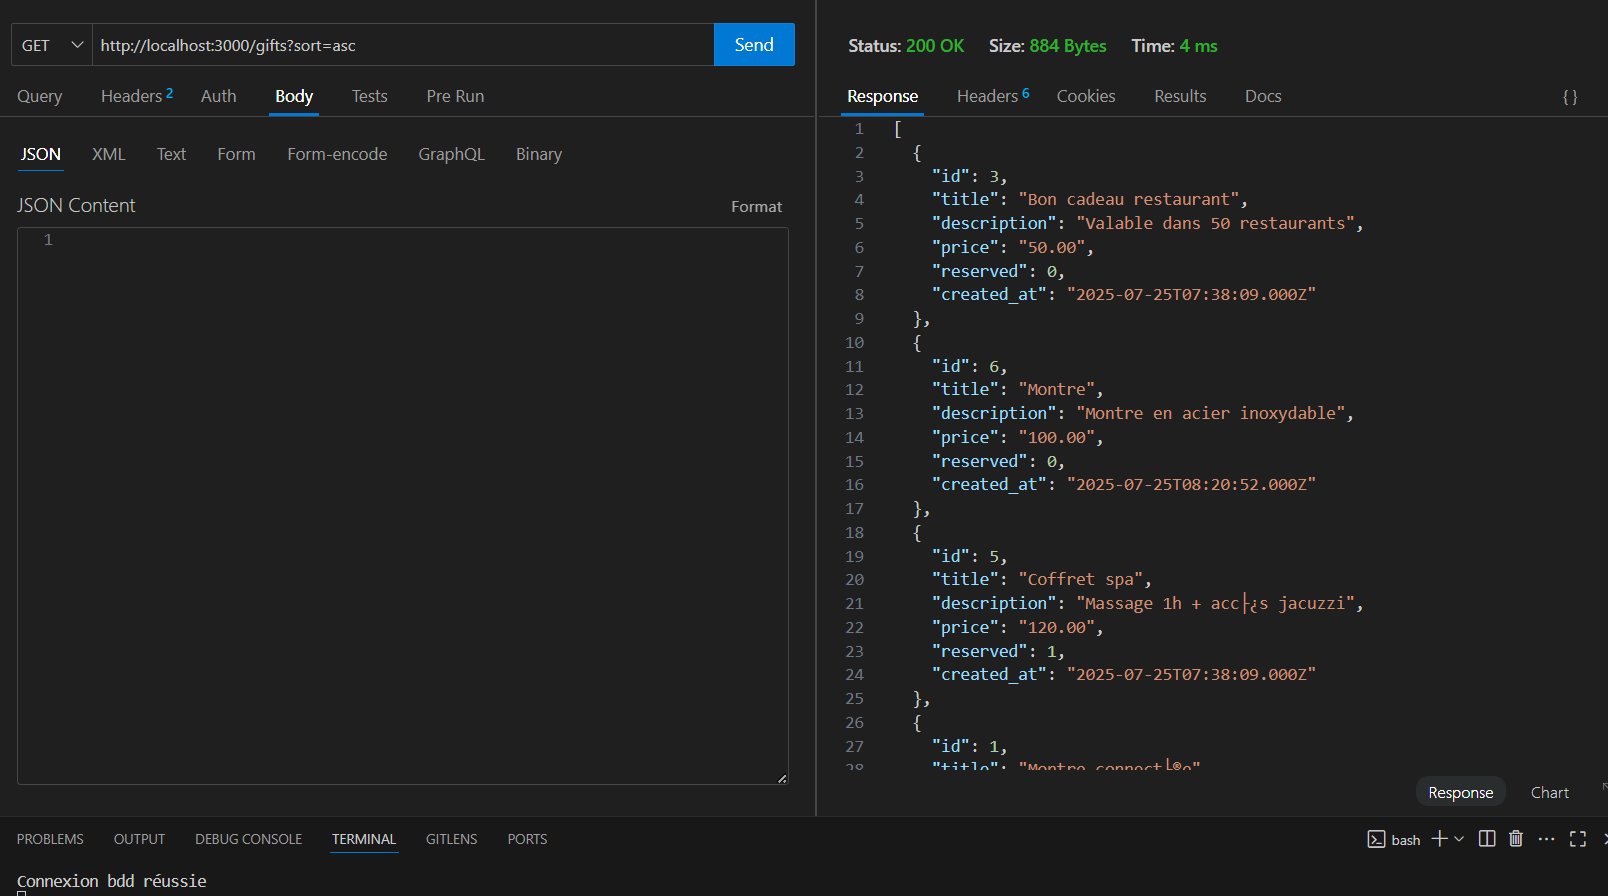 GET http://localhost:3000/gifts?sort=asc Send
Query Headers 2 Auth Body Tests Pre Run
JSON XML Text Form Form-encode GraphQL Binary
JSON Content Format
1
Status: 200 OK Size: 884 Bytes Time: 4 ms
Response Headers 6 Cookies Results Docs { }
1 [
2 {
3 "id": 3,
4 "title": "Bon cadeau restaurant",
5 "description": "Valable dans 50 restaurants",
6 "price": "50.00",
7 "reserved": 0,
8 "created_at": "2025-07-25T07:38:09.000Z"
9 },
10 {
11 "id": 6,
12 "title": "Montre",
13 "description": "Montre en acier inoxydable",
14 "price": "100.00",
15 "reserved": 0,
16 "created_at": "2025-07-25T08:20:52.000Z"
17 },
18 {
19 "id": 5,
20 "title": "Coffret spa",
21 "description": "Massage 1h + acc├¿s jacuzzi",
22 "price": "120.00",
23 "reserved": 1,
24 "created_at": "2025-07-25T07:38:09.000Z"
25 },
26 {
27 "id": 1,
28 "title": "Montre connect├®e"
Response Chart
PROBLEMS OUTPUT DEBUG CONSOLE TERMINAL GITLENS PORTS bash
Connexion bdd réussie